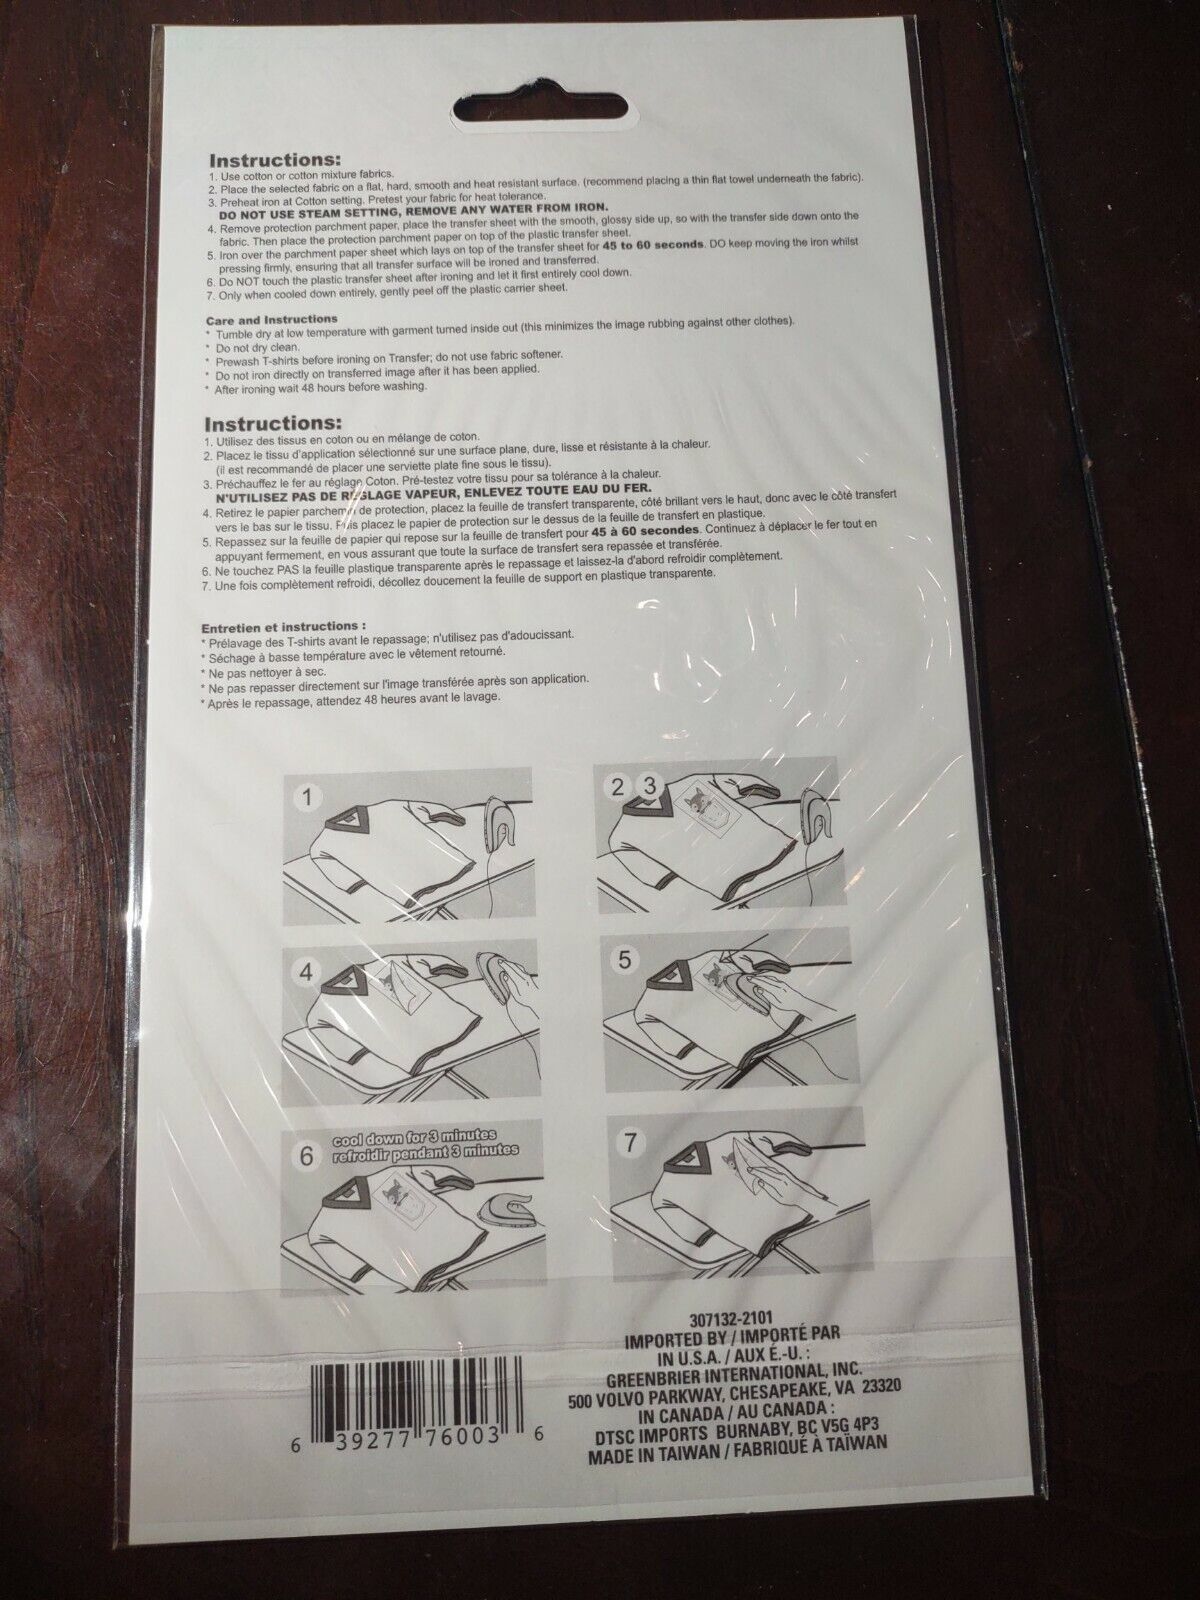 Instructions:
1. Use cotton or cotton mixture fabrics.
2. Place the selected fabric on a flat, hard, smooth and heat resistant surface. (recommend placing a thin flat towel underneath the fabric).
3. Preheat iron at Cotton setting. Pretest your fabric for heat tolerance.
DO NOT USE STEAM SETTING, REMOVE ANY WATER FROM IRON.
4. Remove protection parchment paper, place the transfer sheet with the smooth, glossy side up, so with the transfer side down onto the
fabric. Then place the protection parchment paper on top of the plastic transfer sheet.
5. Iron over the parchment paper sheet which lays on top of the transfer sheet for 45 to 60 seconds. DO keep moving the iron whilst
pressing firmly, ensuring that all transfer surface will be ironed and transferred.
6. Do NOT touch the plastic transfer sheet after ironing and let it first entirely cool down.
7. Only when cooled down entirely, gently peel off the plastic carrier sheet.
Care and Instructions
* Tumble dry at low temperature with garment turned inside out (this minimizes the image rubbing against other clothes).
* Do not dry clean.
* Prewash T-shirts before ironing on Transfer; do not use fabric softener.
* Do not iron directly on transferred image after it has been applied.
* After ironing wait 48 hours before washing.
Instructions:
1. Utilisez des tissus en coton ou en mélange de coton.
2. Placez le tissu d'application sélectionné sur une surface plane, dure, lisse et résistante à la chaleur.
(il est recommandé de placer une serviette plate fine sous le tissu).
3. Préchauffez le fer au réglage Coton. Pré-testez votre tissu pour sa tolérance à la chaleur.
N'UTILISEZ PAS DE RÉGLAGE VAPEUR, ENLEVEZ TOUTE EAU DU FER.
4. Retirez le papier parchemin de protection, placez la feuille de transfert transparente, côté brillant vers le haut, donc avec le côté transfert
vers le bas sur le tissu. Puis placez le papier de protection sur le dessus de la feuille de transfert en plastique.
5. Repassez sur la feuille de papier qui repose sur la feuille de transfert pour 45 à 60 secondes. Continuez à déplacer le fer tout en
appuyant fermement, en vous assurant que toute la surface de transfert sera repassée et transférée.
6. Ne touchez PAS la feuille plastique transparente après le repassage et laissez-la d'abord refroidir complètement.
7. Une fois complètement refroidi, décollez doucement la feuille de support en plastique transparente.
Entretien et instructions :
* Prélavage des T-shirts avant le repassage; n'utilisez pas d'adoucissant.
* Séchage à basse température avec le vêtement retourné.
* Ne pas nettoyer à sec.
* Ne pas repasser directement sur l'image transférée après son application.
* Après le repassage, attendez 48 heures avant le lavage.
1
2 3
4
5
6 cool down for 3 minutes
refroidir pendant 3 minutes
7
307132-2101
IMPORTED BY / IMPORTÉ PAR
IN U.S.A. / AUX É.-U. :
GREENBRIER INTERNATIONAL, INC.
500 VOLVO PARKWAY, CHESAPEAKE, VA 23320
IN CANADA / AU CANADA :
DTSC IMPORTS BURNABY, BC V5G 4P3
MADE IN TAIWAN / FABRIQUÉ À TAÏWAN
6 39277 76003 6